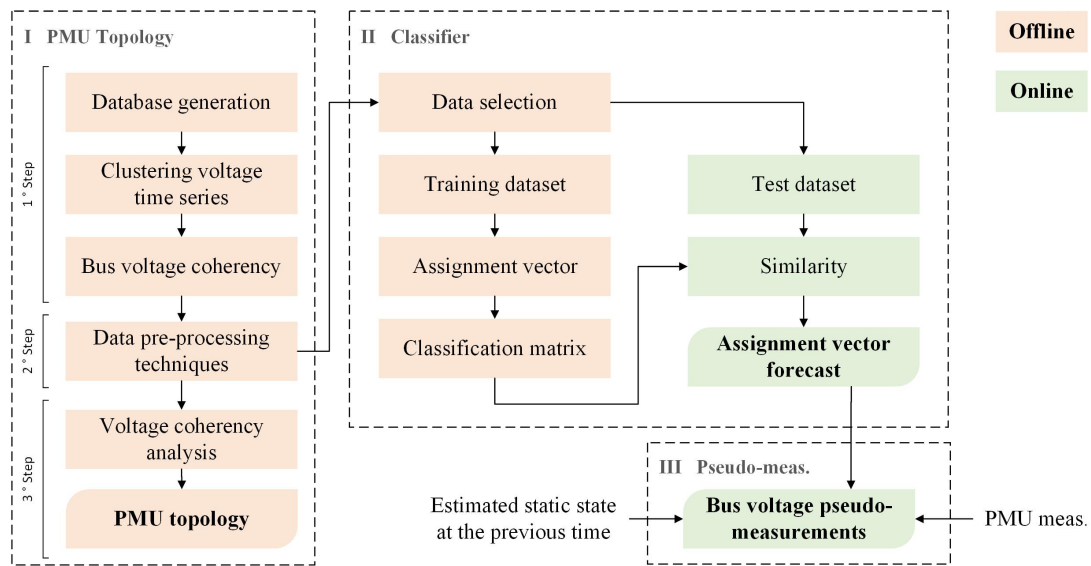 I PMU Topology
1° Step
Database generation
Clustering voltage
time series
Bus voltage coherency
2° Step
Data pre-processing
techniques
3° Step
Voltage coherency
analysis
PMU topology
II Classifier
Data selection
Training dataset
Assignment vector
Classification matrix
Test dataset
Similarity
Assignment vector
forecast
Offline
Online
III Pseudo-meas.
Estimated static state
at the previous time
Bus voltage pseudo-
measurements
PMU meas.